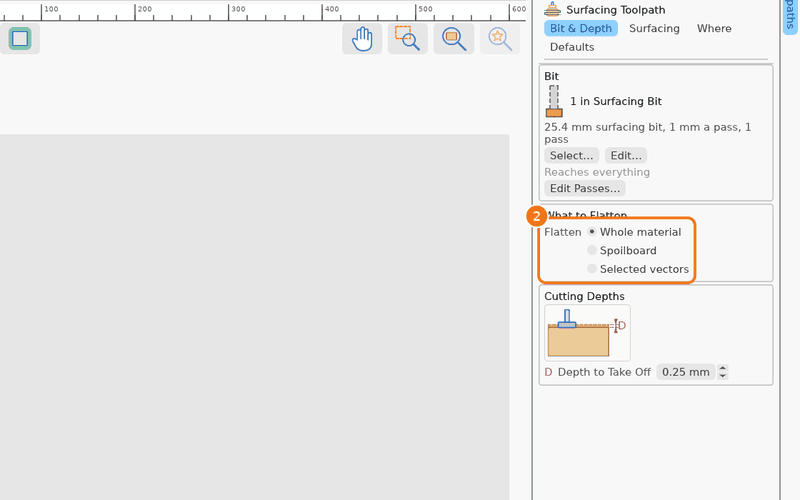 100 200 300 400 500 600
paths
Surfacing Toolpath
Bit & Depth Surfacing Where
Defaults
Bit
1 in Surfacing Bit
25.4 mm surfacing bit, 1 mm a pass, 1
pass
Select... Edit...
Reaches everything
Edit Passes...
2 What to Flatten
Flatten Whole material
Spoilboard
Selected vectors
Cutting Depths
D
D Depth to Take Off 0.25 mm